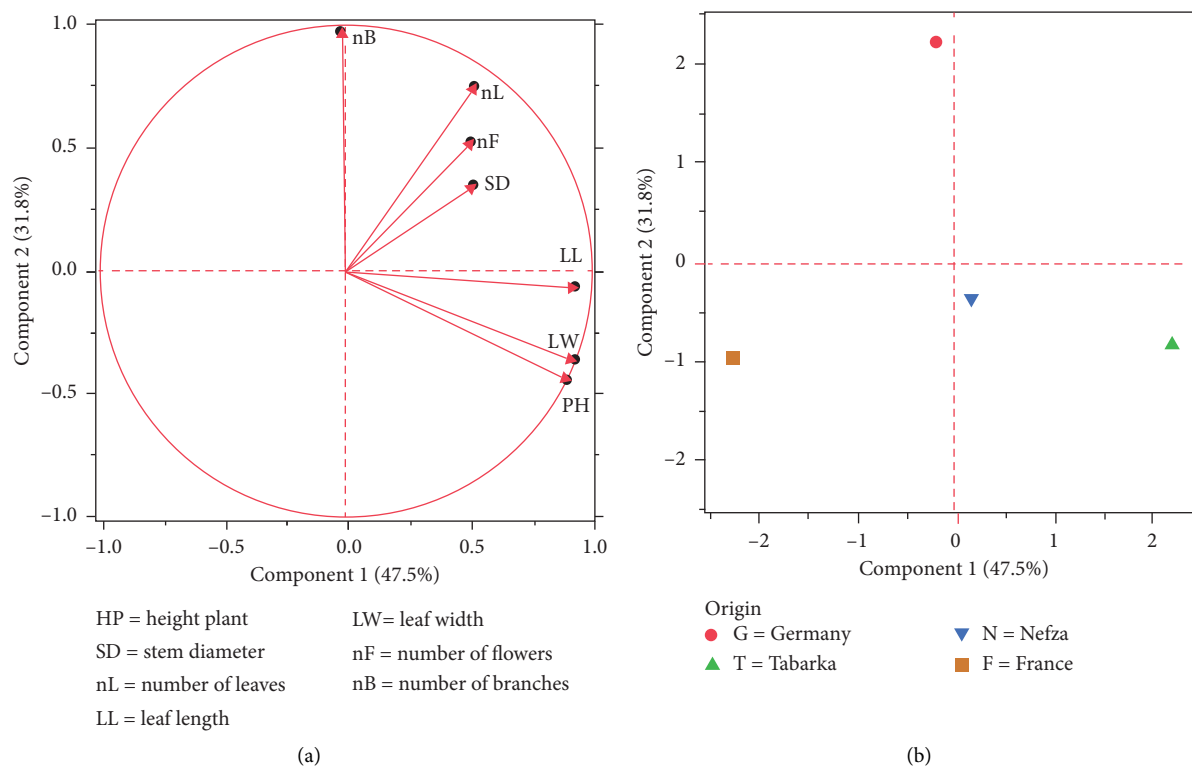 1.0
0.5
0.0
–0.5
–1.0
Component 2 (31.8%)
nB
nL
nF
SD
LL
LW
PH
–1.0 –0.5 0.0 0.5 1.0
Component 1 (47.5%)
HP = height plant
SD = stem diameter
nL = number of leaves
LL = leaf length
LW= leaf width
nF = number of flowers
nB = number of branches
(a)
2
1
0
–1
–2
Component 2 (31.8%)
–2 –1 0 1 2
Component 1 (47.5%)
Origin
G = Germany
T = Tabarka
N = Nefza
F = France
(b)